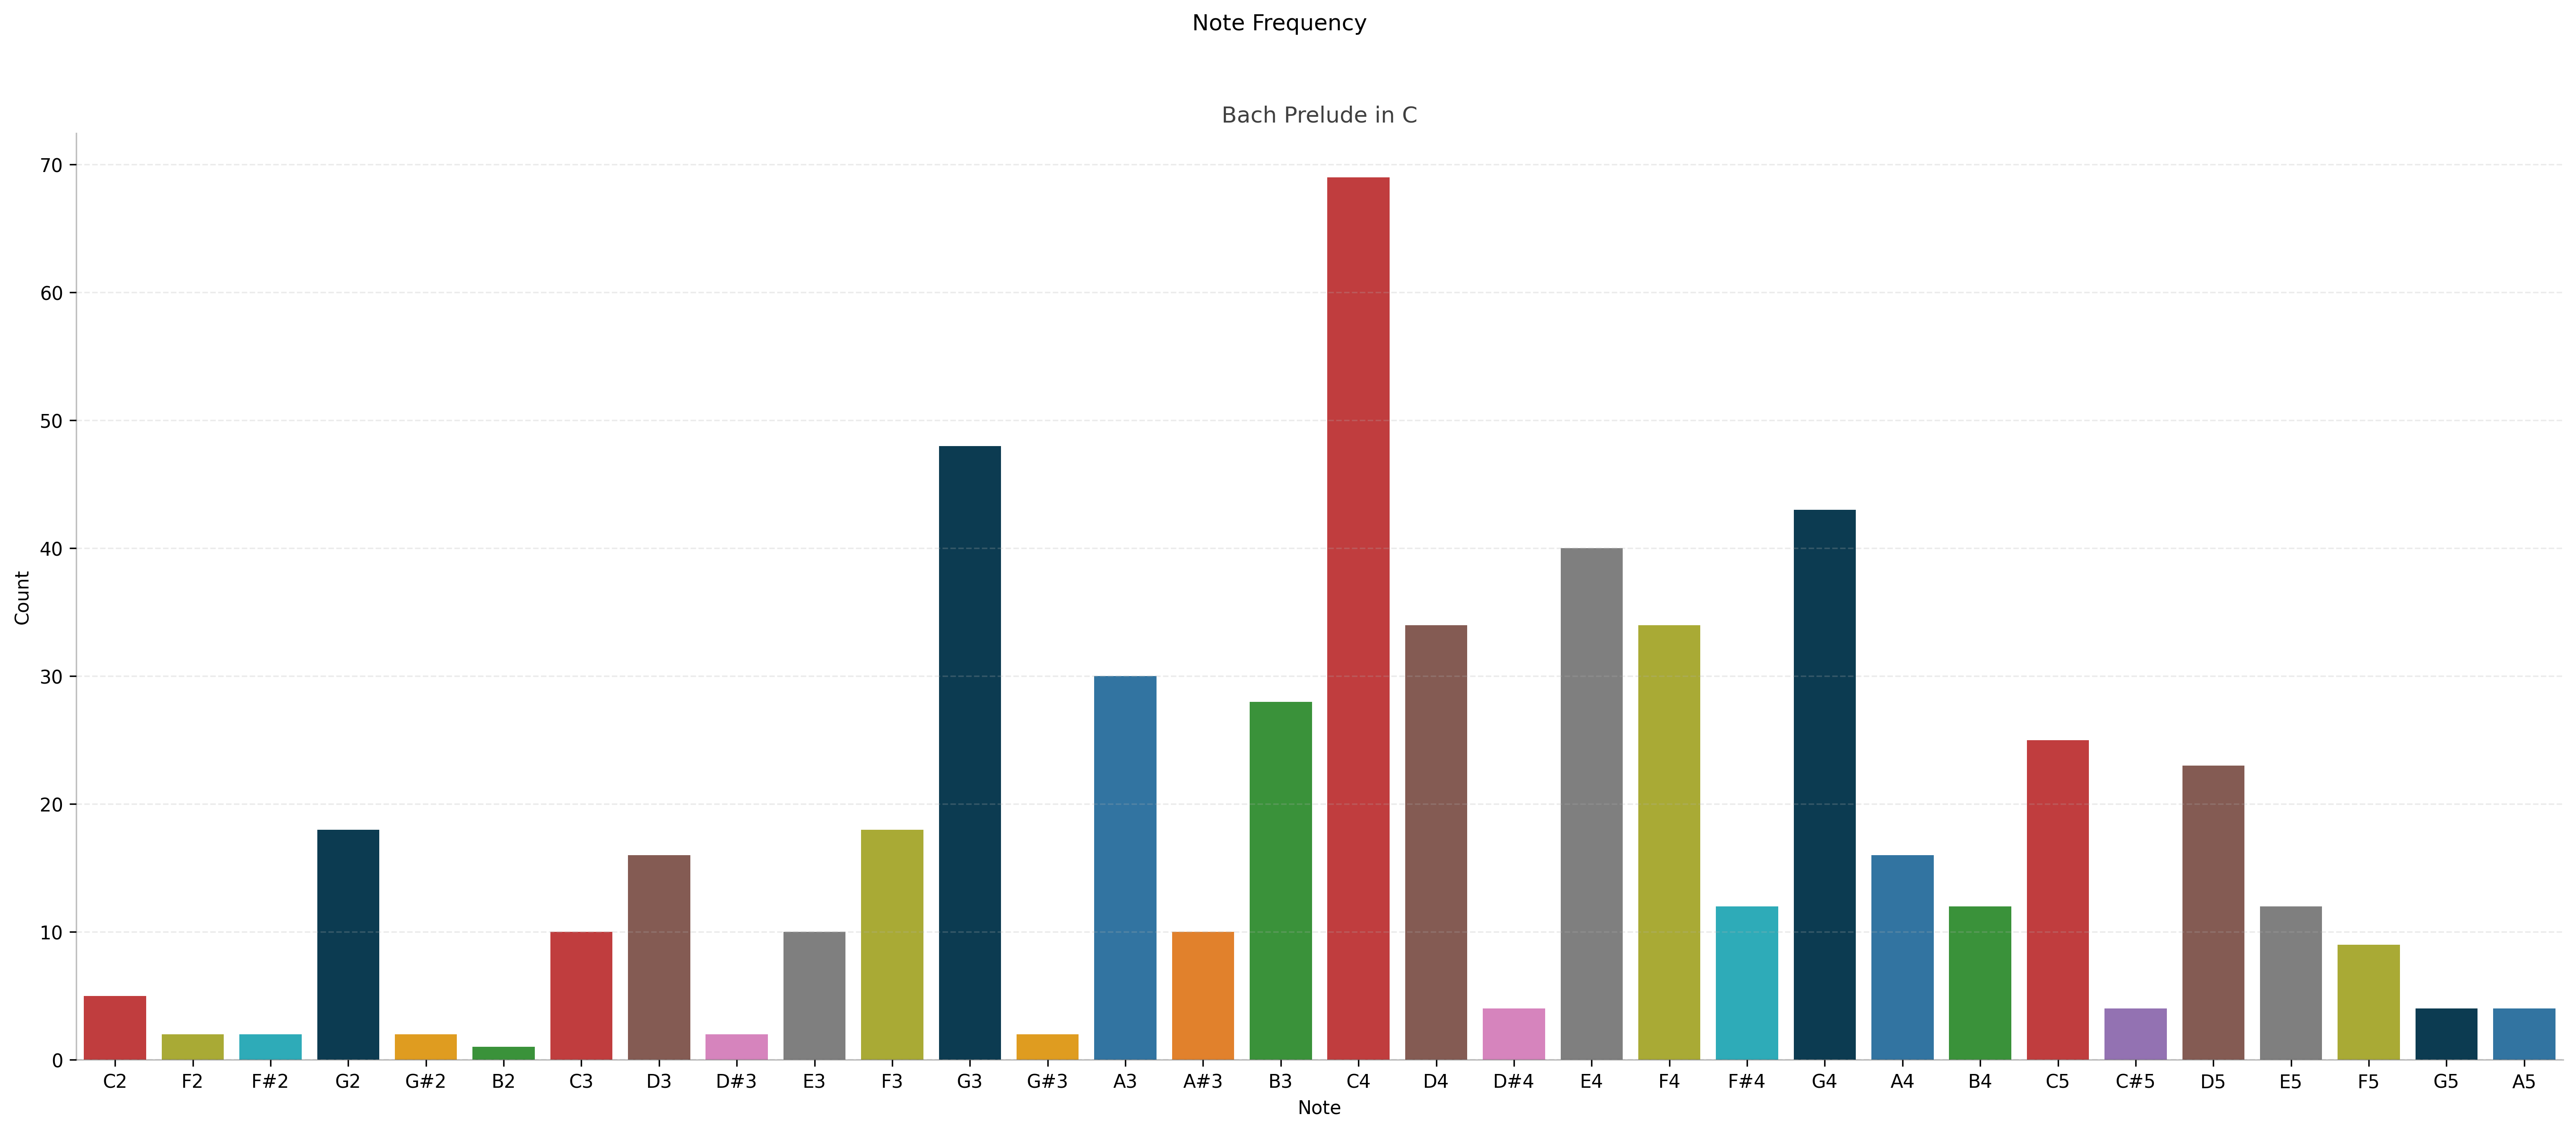 Note Frequency
Bach Prelude in C
70
60
50
40
30
20
10
0
Count
C2 F2 F#2 G2 G#2 B2 C3 D3 D#3 E3 F3 G3 G#3 A3 A#3 B3 C4 D4 D#4 E4 F4 F#4 G4 A4 B4 C5 C#5 D5 E5 F5 G5 A5
Note